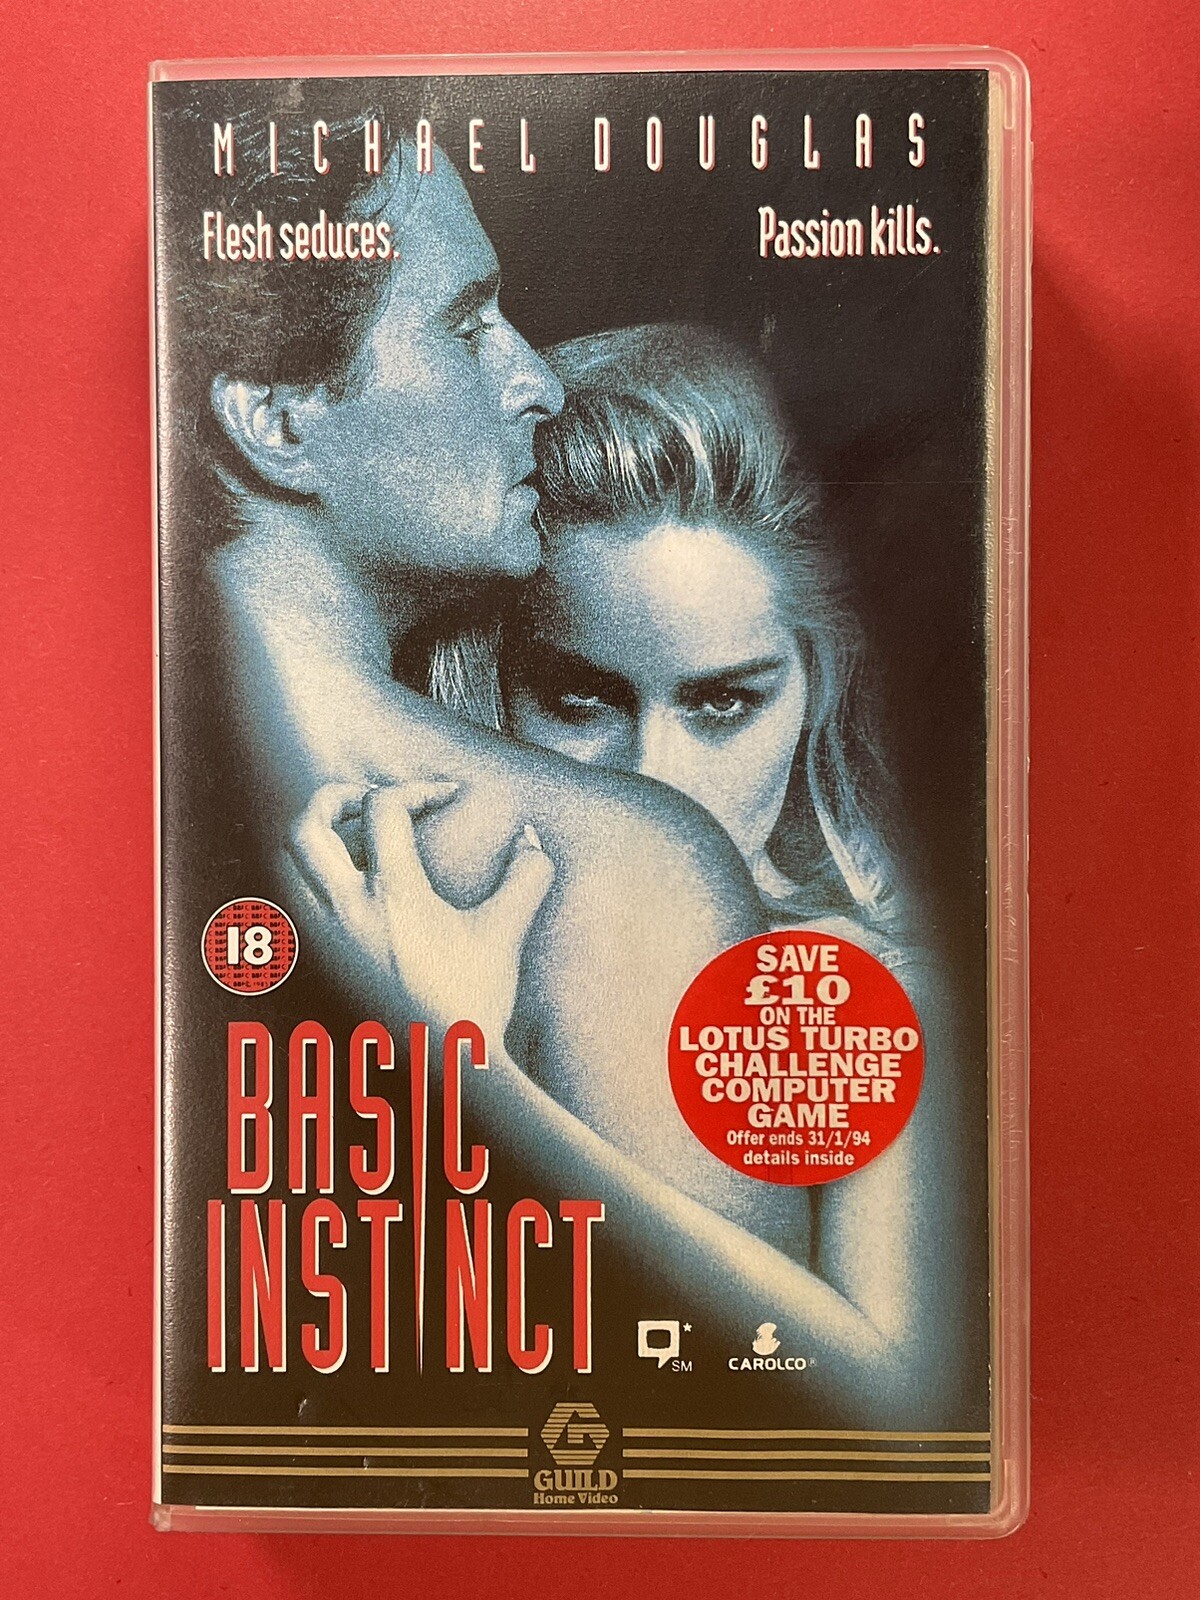 MICHAEL DOUGLAS
Flesh seduces.
Passion kills.
18
SAVE
£10
ON THE
LOTUS TURBO
CHALLENGE
COMPUTER
GAME
Offer ends 31/1/94
details inside
BASIC
INSTINCT
SM
CAROLCO®
GUILD
Home Video